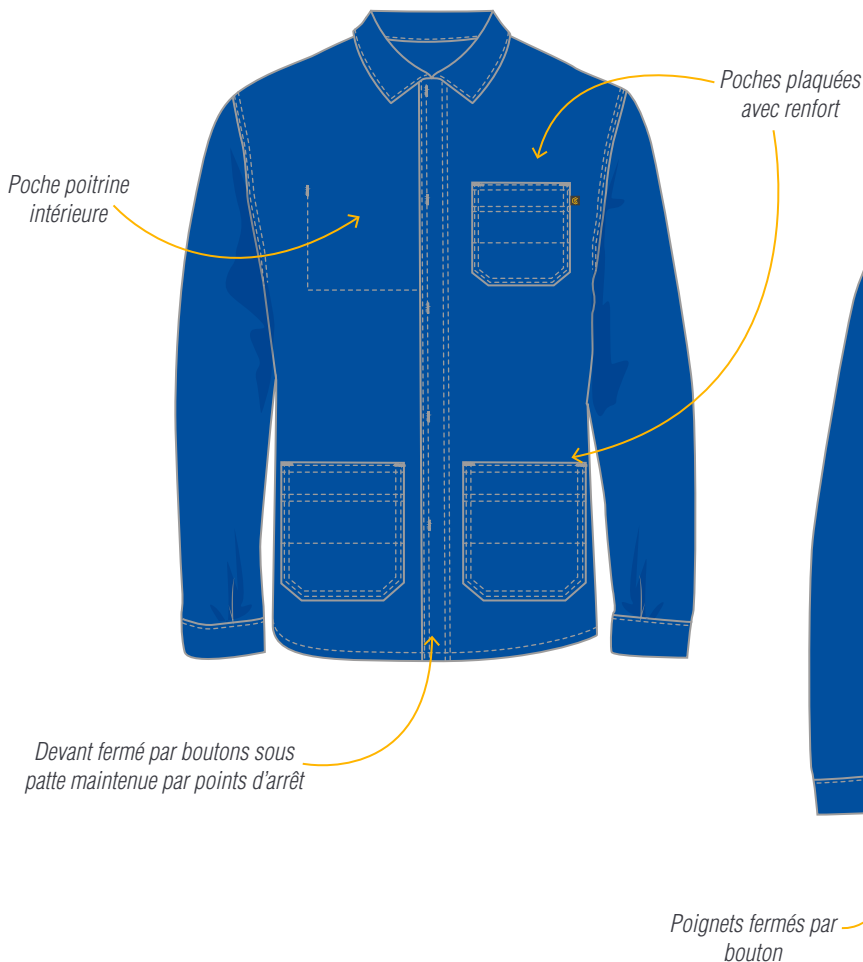 Poches plaquées
avec renfort
Poche poitrine
intérieure
Devant fermé par boutons sous
patte maintenue par points d’arrêt
Poignets fermés par
bouton